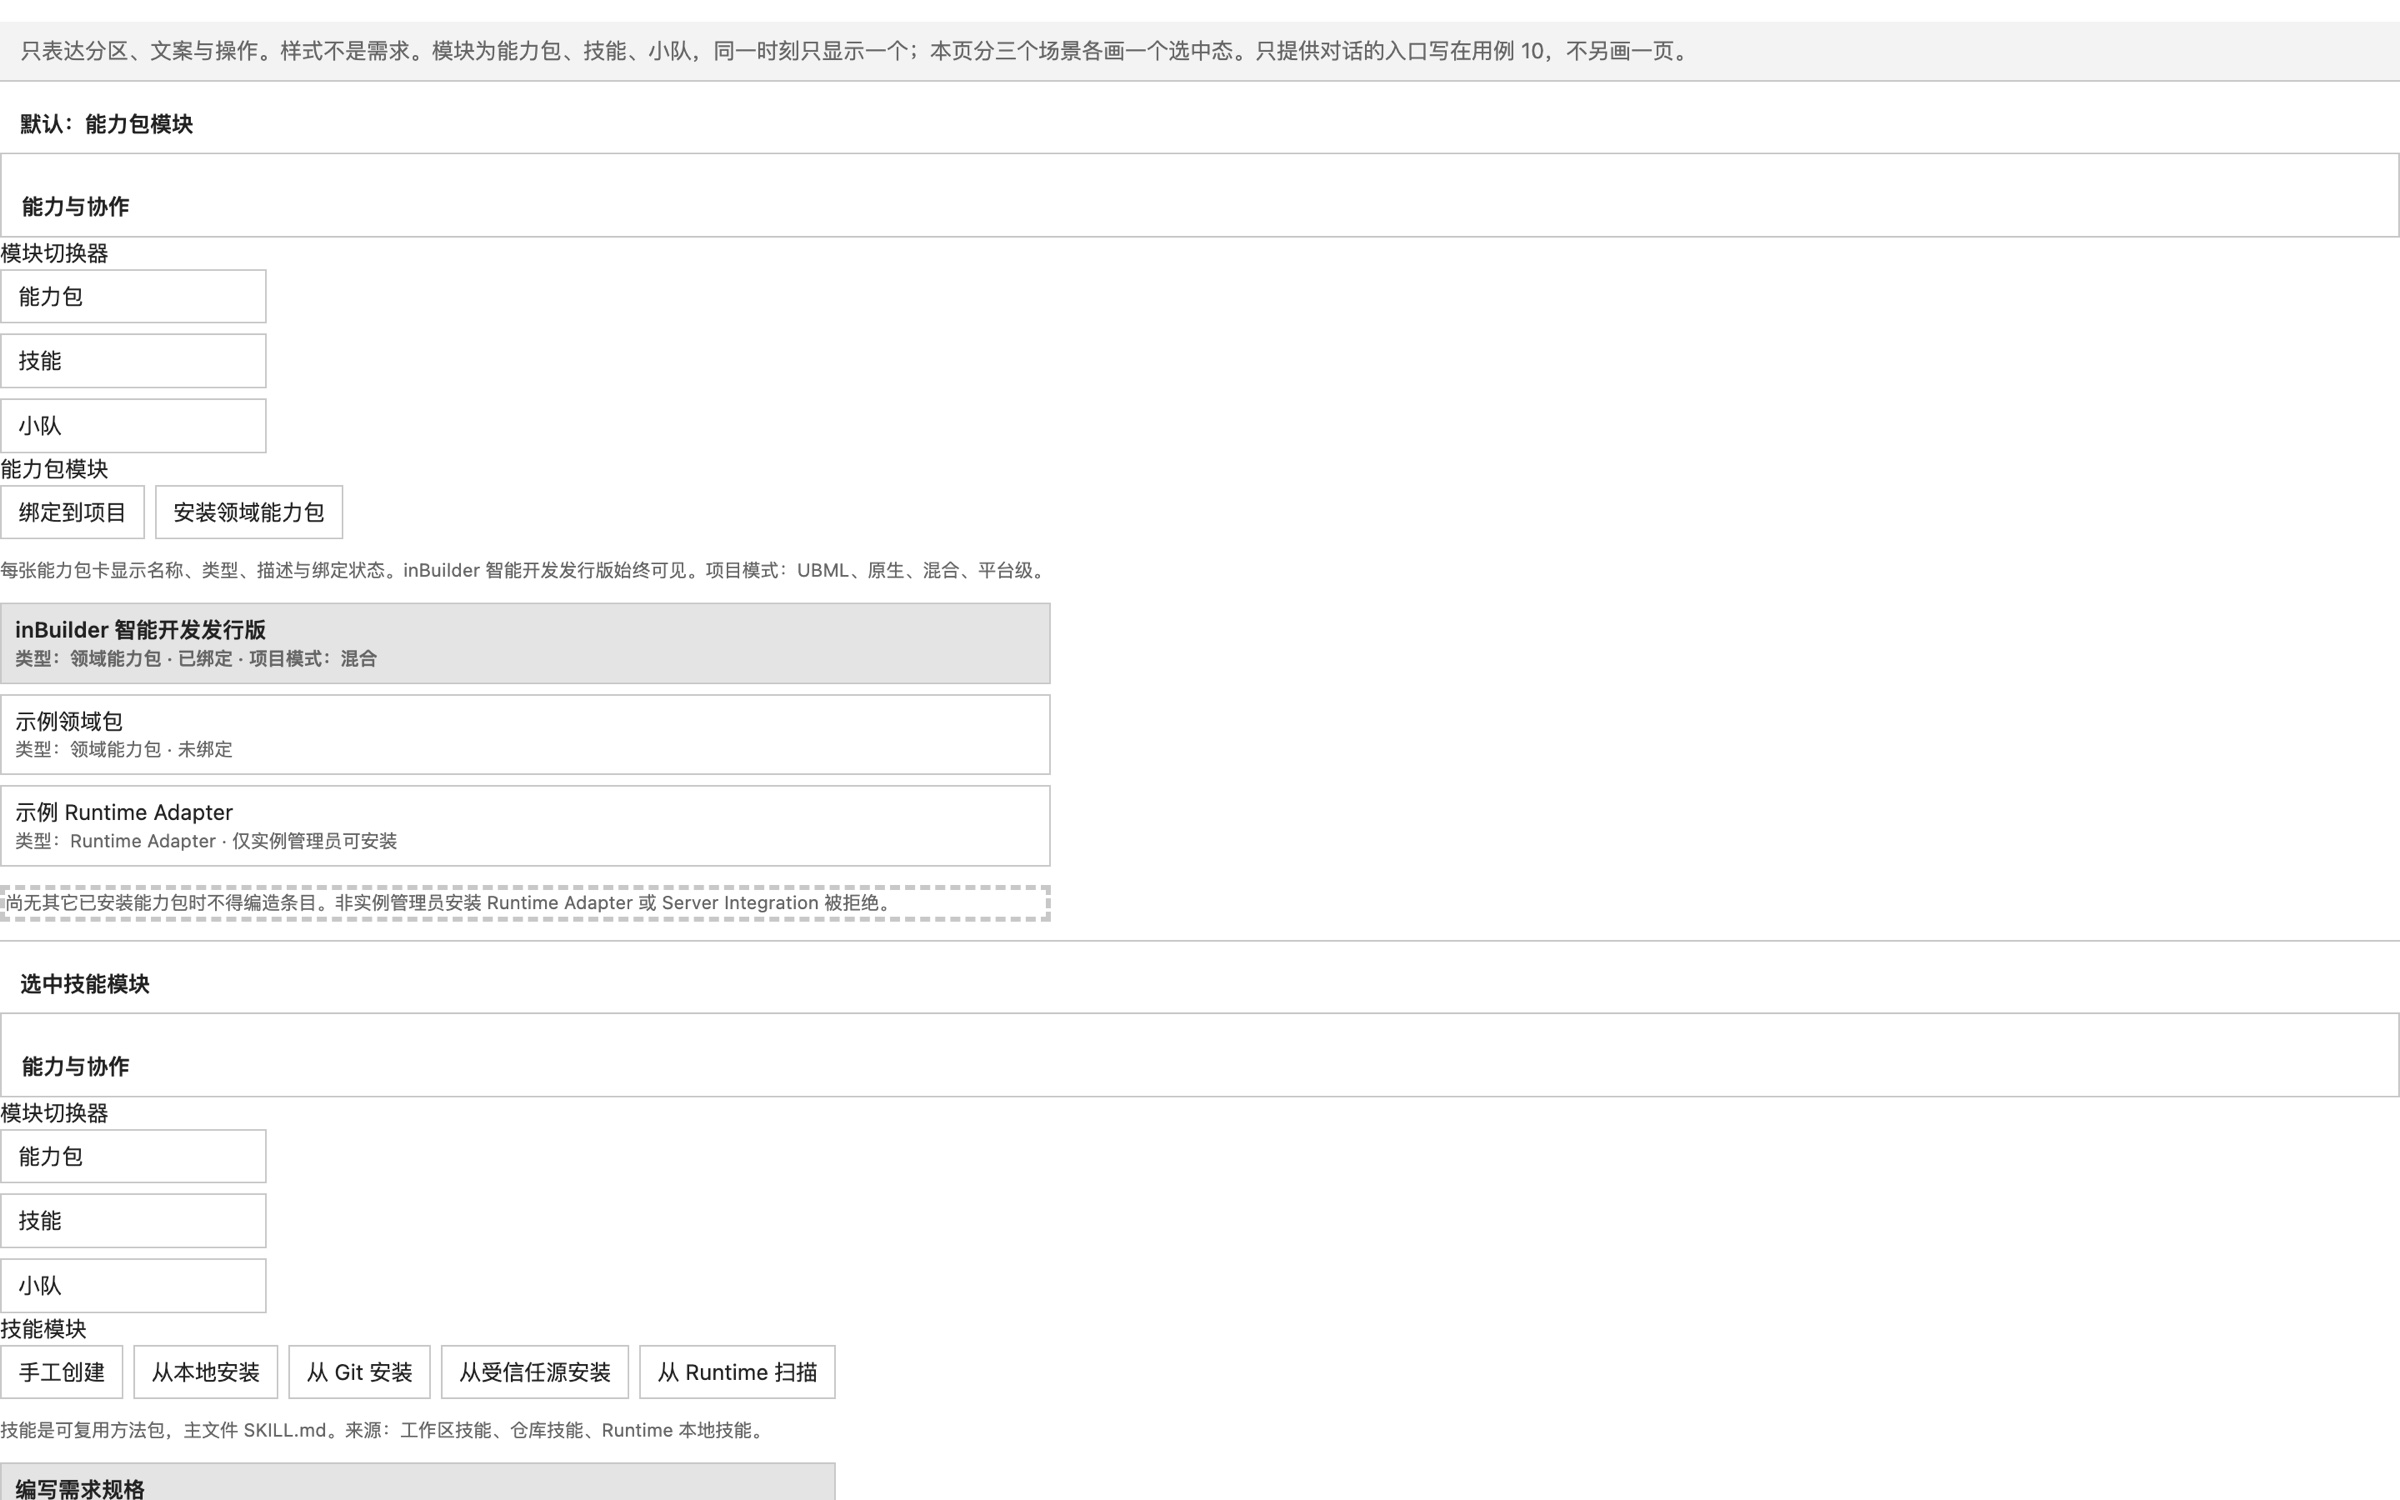 只表达分区、文案与操作。样式不是需求。模块为能力包、技能、小队，同一时刻只显示一个；本页分三个场景各画一个选中态。只提供对话的入口写在用例 10，不另画一页。
默认：能力包模块
能力与协作
模块切换器
能力包
技能
小队
能力包模块
绑定到项目 安装领域能力包
每张能力包卡显示名称、类型、描述与绑定状态。inBuilder 智能开发发行版始终可见。项目模式：UBML、原生、混合、平台级。
inBuilder 智能开发发行版
类型：领域能力包 · 已绑定 · 项目模式：混合
示例领域包
类型：领域能力包 · 未绑定
示例 Runtime Adapter
类型：Runtime Adapter · 仅实例管理员可安装
尚无其它已安装能力包时不得编造条目。非实例管理员安装 Runtime Adapter 或 Server Integration 被拒绝。
选中技能模块
能力与协作
模块切换器
能力包
技能
小队
技能模块
手工创建 从本地安装 从 Git 安装 从受信任源安装 从 Runtime 扫描
技能是可复用方法包，主文件 SKILL.md。来源：工作区技能、仓库技能、Runtime 本地技能。
编写需求规格